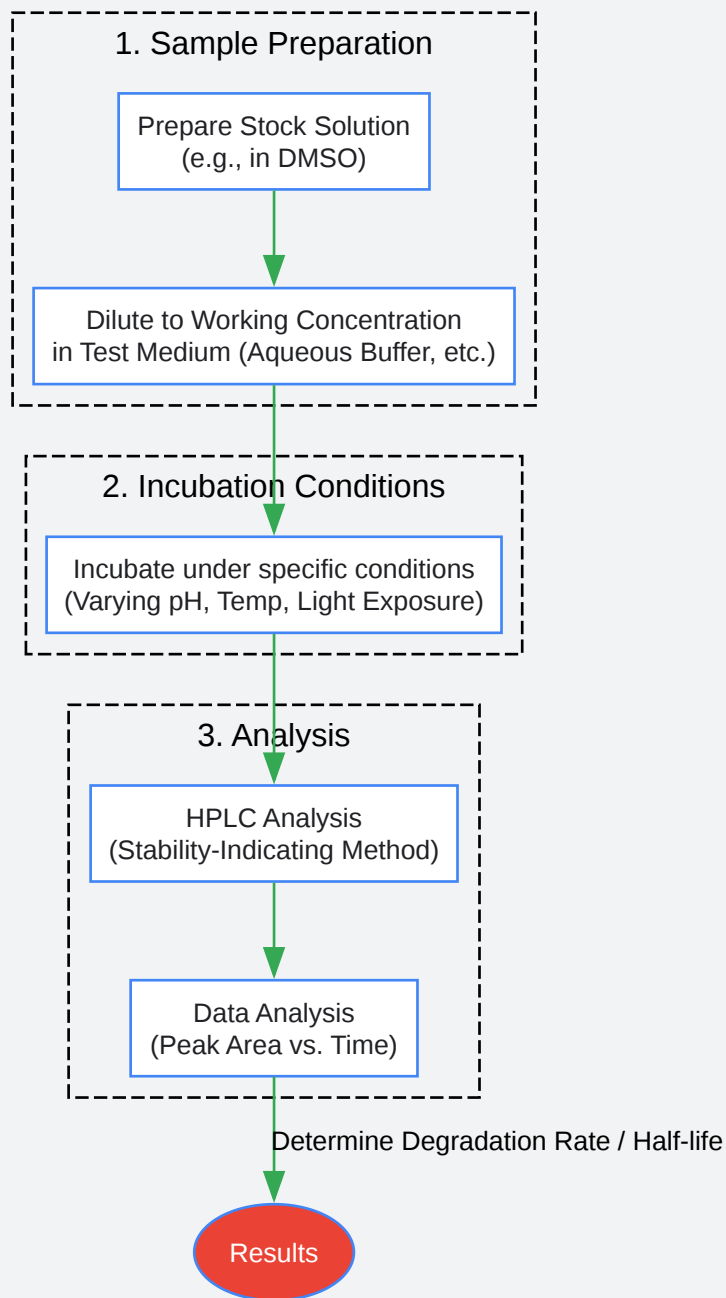 1. Sample Preparation
Prepare Stock Solution
(e.g., in DMSO)
Dilute to Working Concentration
in Test Medium (Aqueous Buffer, etc.)
2. Incubation Conditions
Incubate under specific conditions
(Varying pH, Temp, Light Exposure)
3. Analysis
HPLC Analysis
(Stability-Indicating Method)
Data Analysis
(Peak Area vs. Time)
Determine Degradation Rate / Half-life
Results